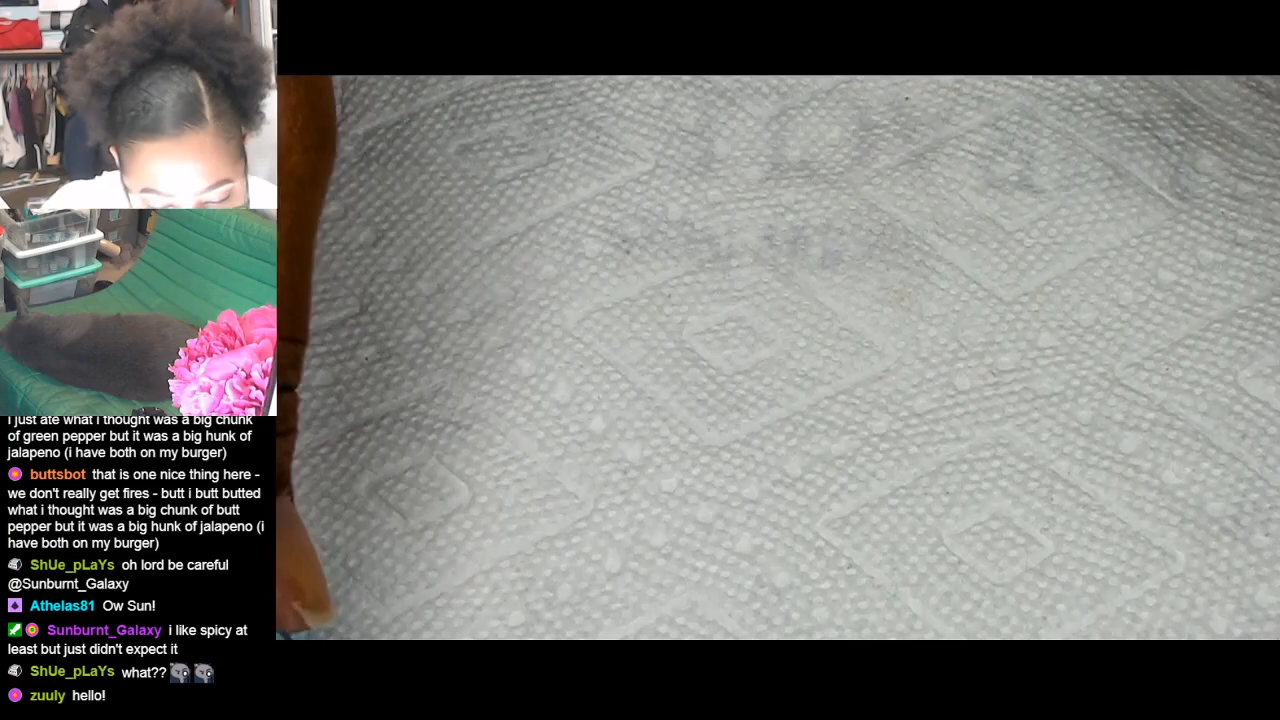 i just ate what i thought was a big chunk
of green pepper but it was a big hunk of
jalapeno (i have both on my burger)
buttsbot that is one nice thing here -
we don't really get fires - butt i butt butted
what i thought was a big chunk of butt
pepper but it was a big hunk of jalapeno (i
have both on my burger)
ShUe_pLaYs oh lord be careful
@Sunburnt_Galaxy
Athelas81 Ow Sun!
Sunburnt_Galaxy i like spicy at
least but just didn't expect it
ShUe_pLaYs what??
zuuly hello!